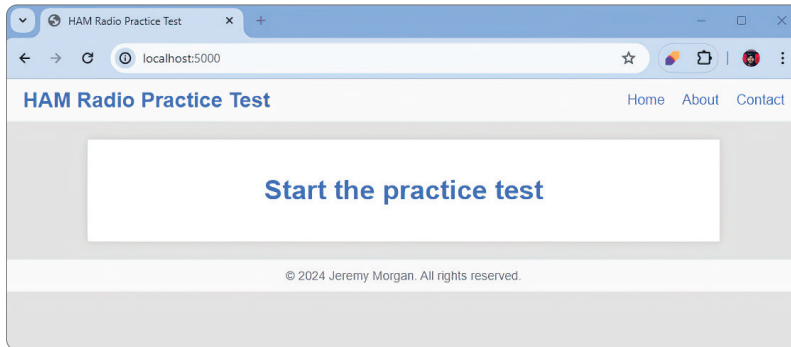 HAM Radio Practice Test
localhost:5000
HAM Radio Practice Test Home About Contact
Start the practice test
© 2024 Jeremy Morgan. All rights reserved.